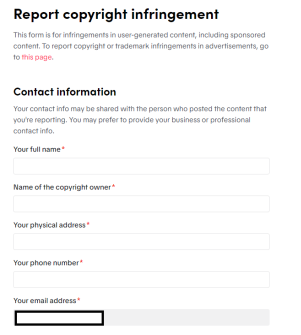 Report copyright infringement
This form is for infringements in user-generated content, including sponsored
content. To report copyright or trademark infringements in advertisements, go
to this page.
Contact information
Your contact info may be shared with the person who posted the content that
you're reporting. You may prefer to provide your business or professional
contact info.
Your full name*
Name of the copyright owner*
Your physical address*
Your phone number*
Your email address*